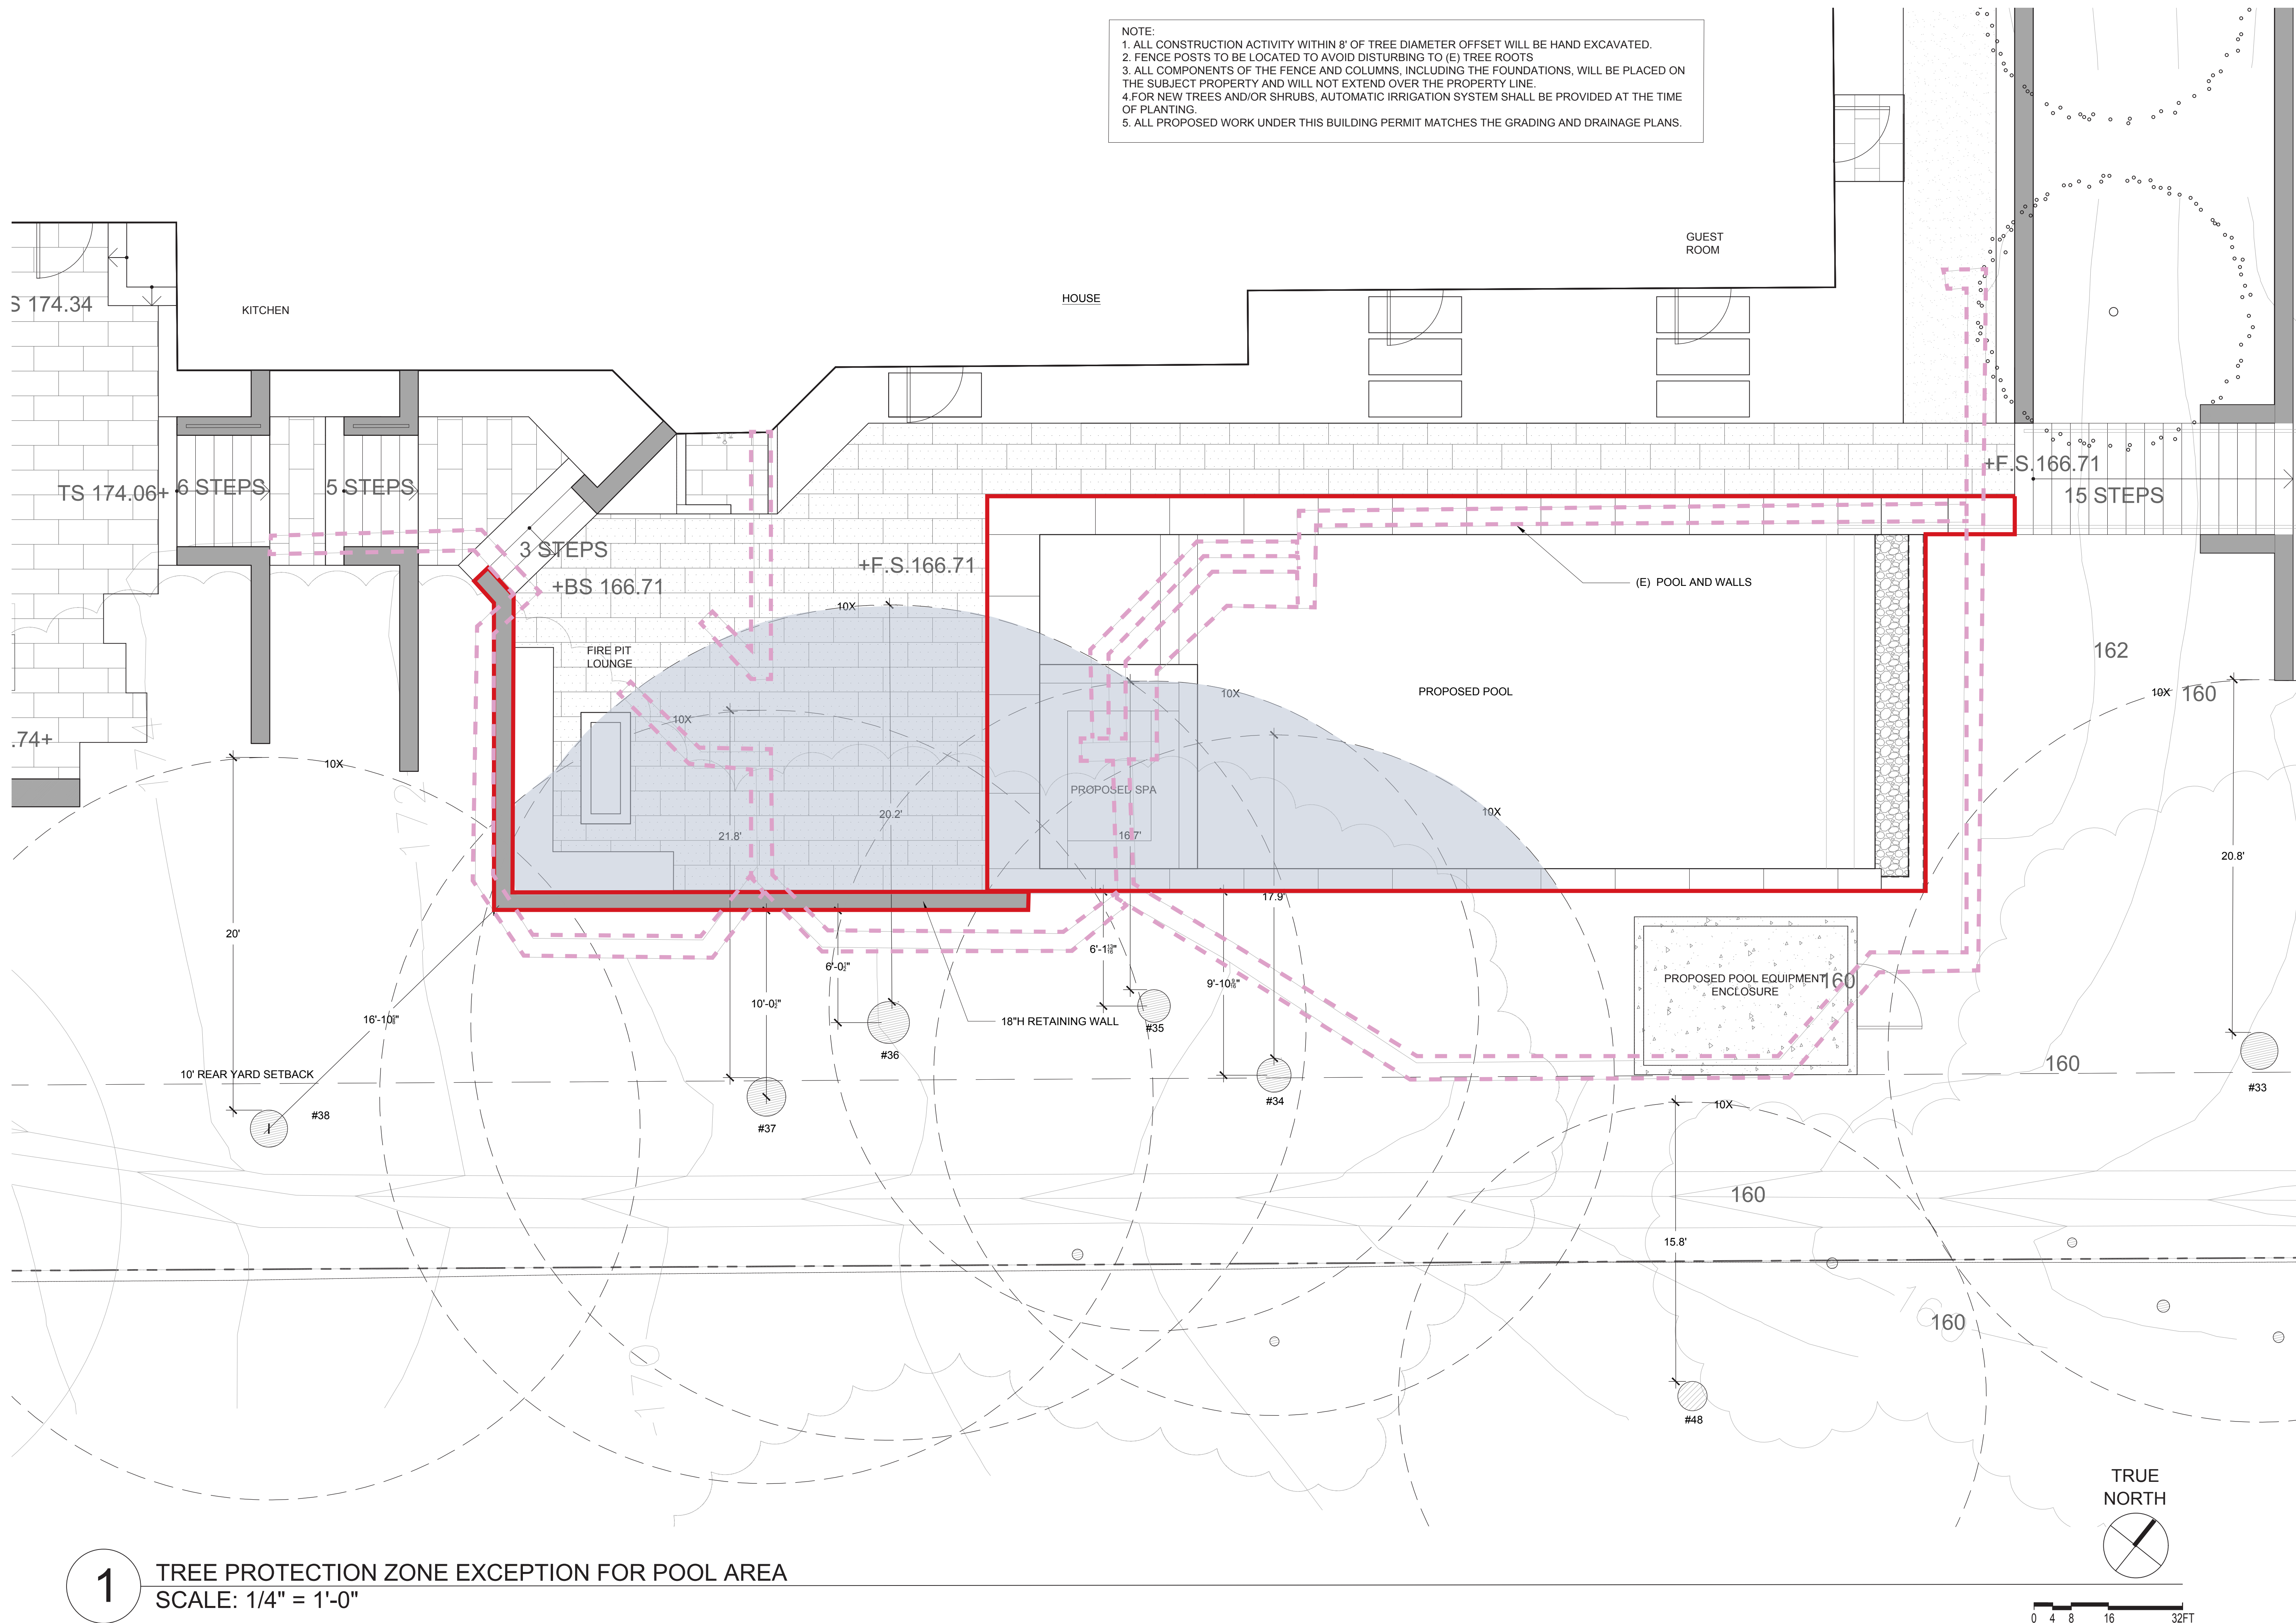 NOTE:
1. ALL CONSTRUCTION ACTIVITY WITHIN 8' OF TREE DIAMETER OFFSET WILL BE HAND EXCAVATED.
2. FENCE POSTS TO BE LOCATED TO AVOID DISTURBING TO (E) TREE ROOTS
3. ALL COMPONENTS OF THE FENCE AND COLUMNS, INCLUDING THE FOUNDATIONS, WILL BE PLACED ON
THE SUBJECT PROPERTY AND WILL NOT EXTEND OVER THE PROPERTY LINE.
4.FOR NEW TREES AND/OR SHRUBS, AUTOMATIC IRRIGATION SYSTEM SHALL BE PROVIDED AT THE TIME
OF PLANTING.
5. ALL PROPOSED WORK UNDER THIS BUILDING PERMIT MATCHES THE GRADING AND DRAINAGE PLANS.
GUEST
ROOM
HOUSE
S 174.34
KITCHEN
+F.S.166.71
TS 174.06+
6 STEPS
5 STEPS
15 STEPS
3 STEPS
+F.S.166.71
+BS 166.71
(E) POOL AND WALLS
10X
FIRE PIT
LOUNGE
162
PROPOSED POOL
10X
10X
160
10X
.74+
10X
PROPOSED SPA
10X
20.2'
21.8'
16.7'
20.8'
17.9'
20'
6'-1
6'-0
9'-10
10'-0
16'-10
PROPOSED POOL EQUIPMENT
ENCLOSURE
160
18"H RETAINING WALL
#35
#36
160
10' REAR YARD SETBACK
#33
#34
10X
#38
#37
160
15.8'
160
#48
TRUE
NORTH
1
TREE PROTECTION ZONE EXCEPTION FOR POOL AREA
SCALE: 1/4" = 1'-0"
0 4 8 16 32FT